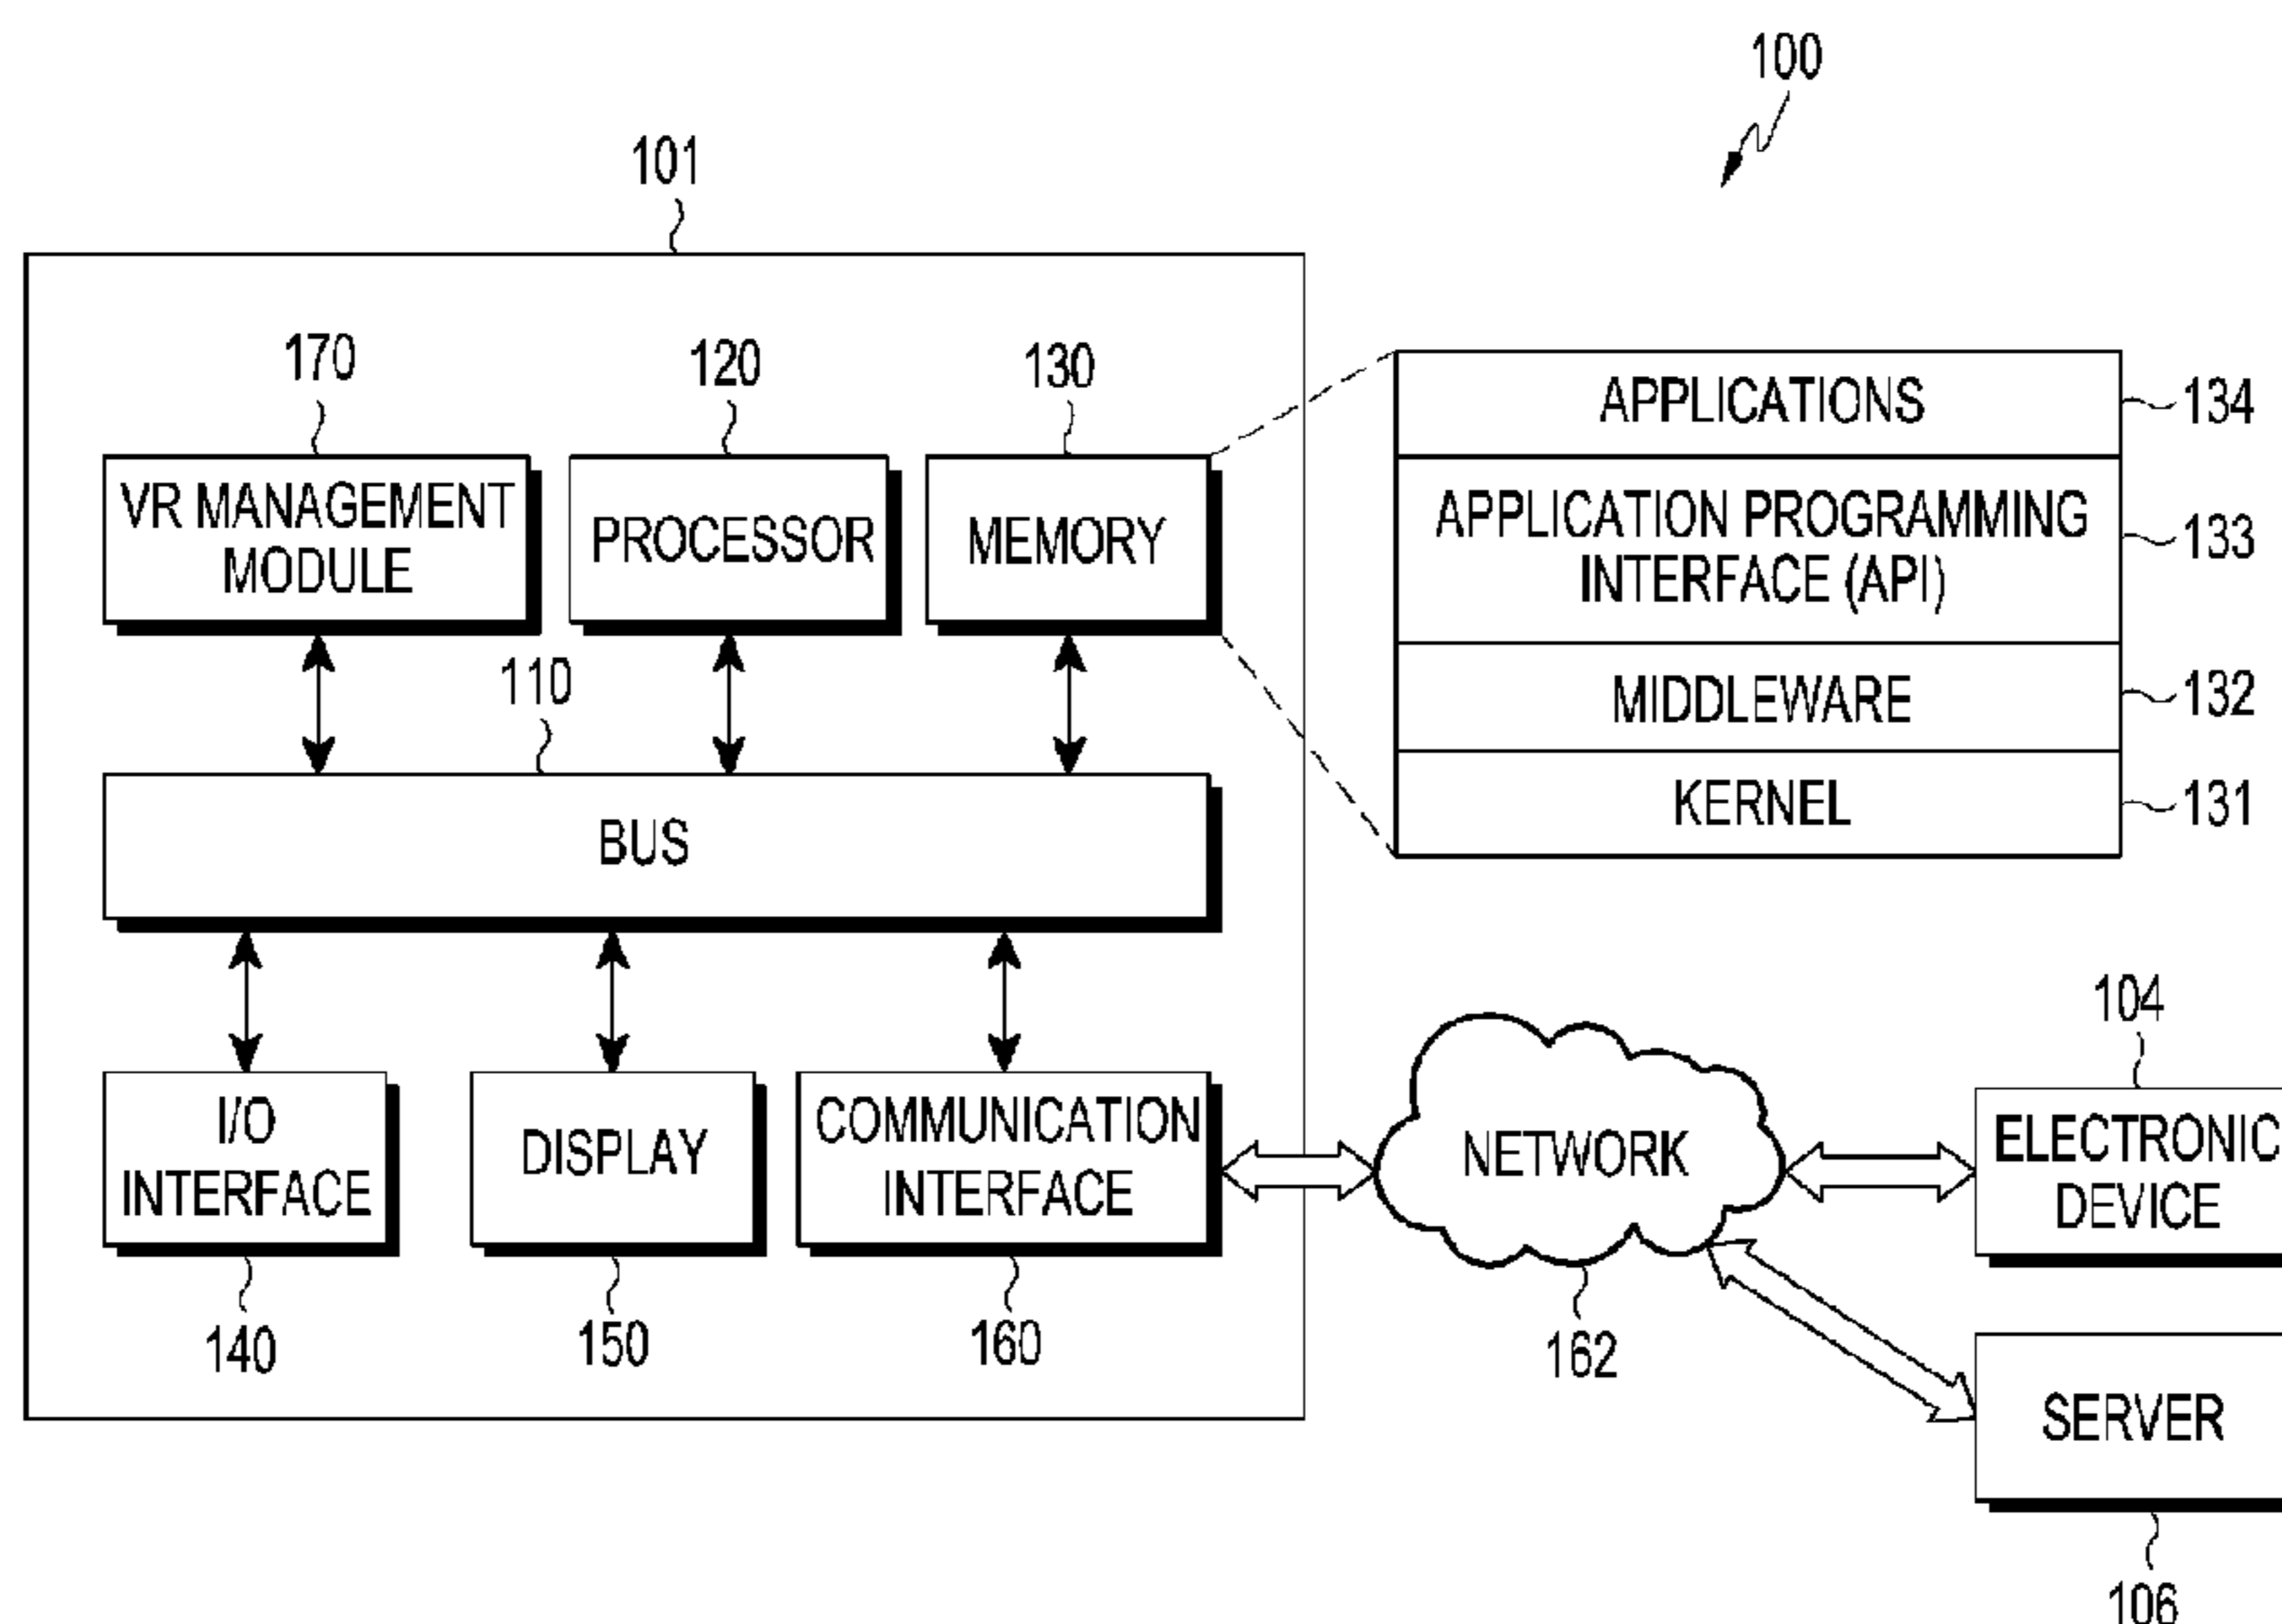 100
101
170
120
130
VR MANAGEMENT
MODULE
PROCESSOR
MEMORY
APPLICATIONS
134
APPLICATION PROGRAMMING
INTERFACE (API)
133
MIDDLEWARE
132
KERNEL
131
110
BUS
I/O
INTERFACE
DISPLAY
COMMUNICATION
INTERFACE
140
150
160
NETWORK
162
104
ELECTRONIC
DEVICE
SERVER
106